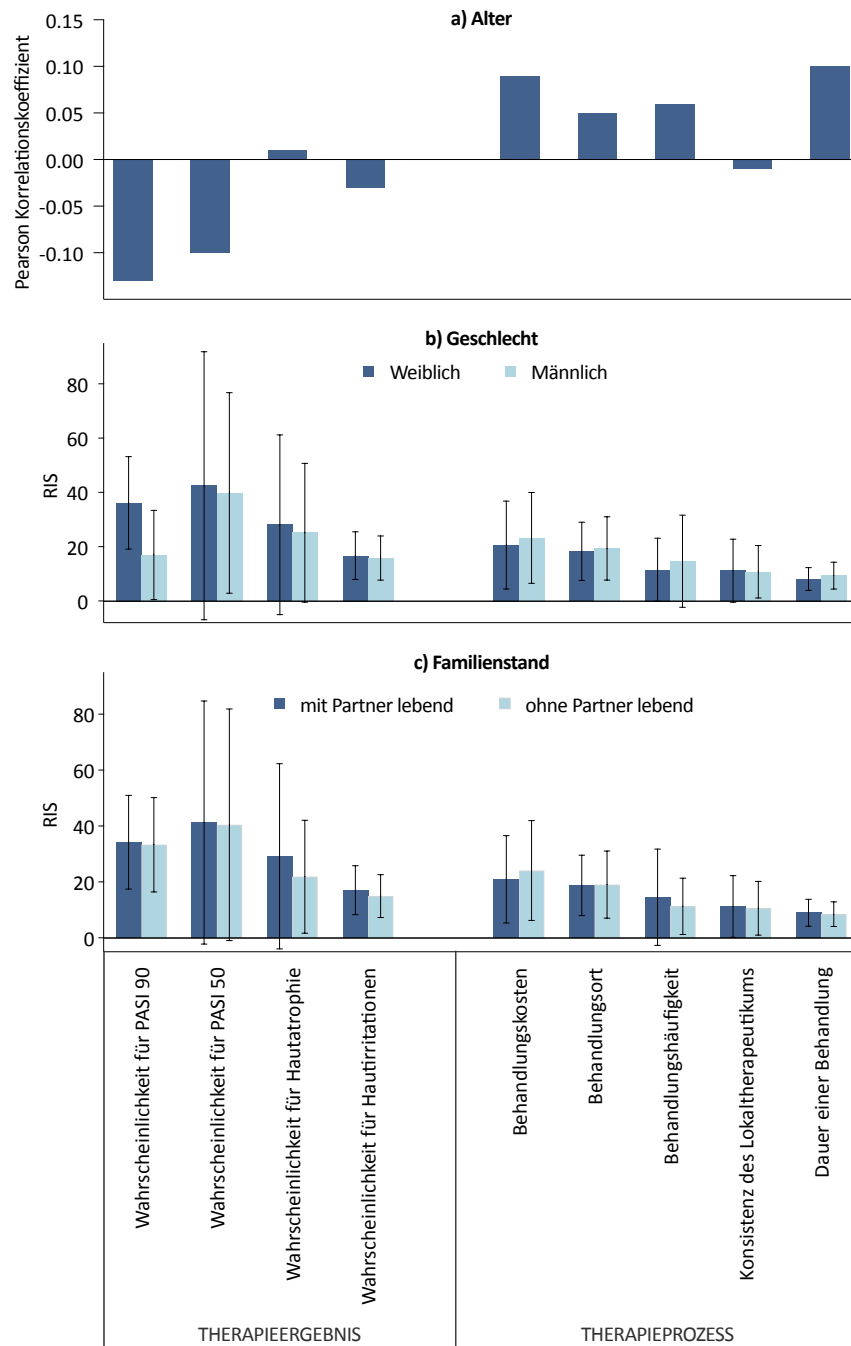 a) Alter
Pearson Korrelationskoeffizient
0.15
0.10
0.05
0.00
-0.05
-0.10
b) Geschlecht
Weiblich Männlich
RIS
80
60
40
20
0
c) Familienstand
mit Partner lebend ohne Partner lebend
RIS
80
60
40
20
0
Wahrscheinlichkeit für PASI 90
Wahrscheinlichkeit für PASI 50
Wahrscheinlichkeit für Hautatrophie
Wahrscheinlichkeit für Hautirritationen
Behandlungskosten
Behandlungsort
Behandlungshäufigkeit
Konsistenz des Lokaltherapeutikums
Dauer einer Behandlung
THERAPIEERGEBNIS
THERAPIEPROZESS